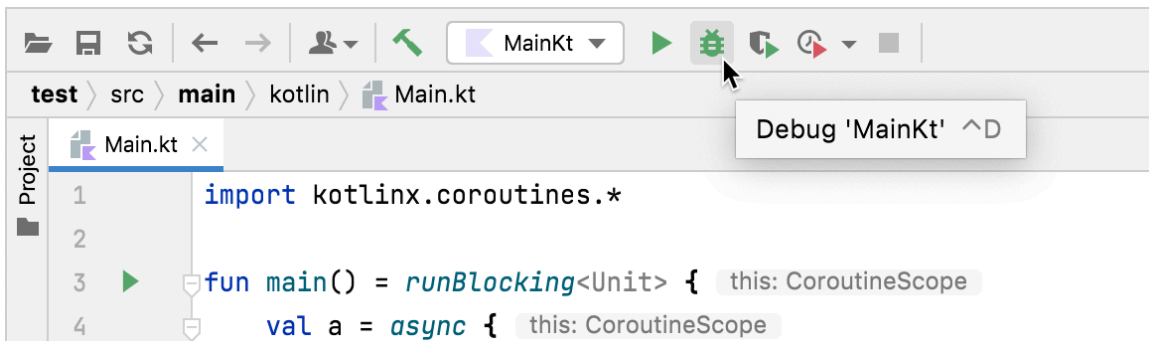 MainKt
test 〉 src 〉 main 〉 kotlin 〉 Main.kt
Debug 'MainKt' ^D
Project
Main.kt
1 import kotlinx.coroutines.*
2
3 fun main() = runBlocking<Unit> { this: CoroutineScope
4 val a = async { this: CoroutineScope